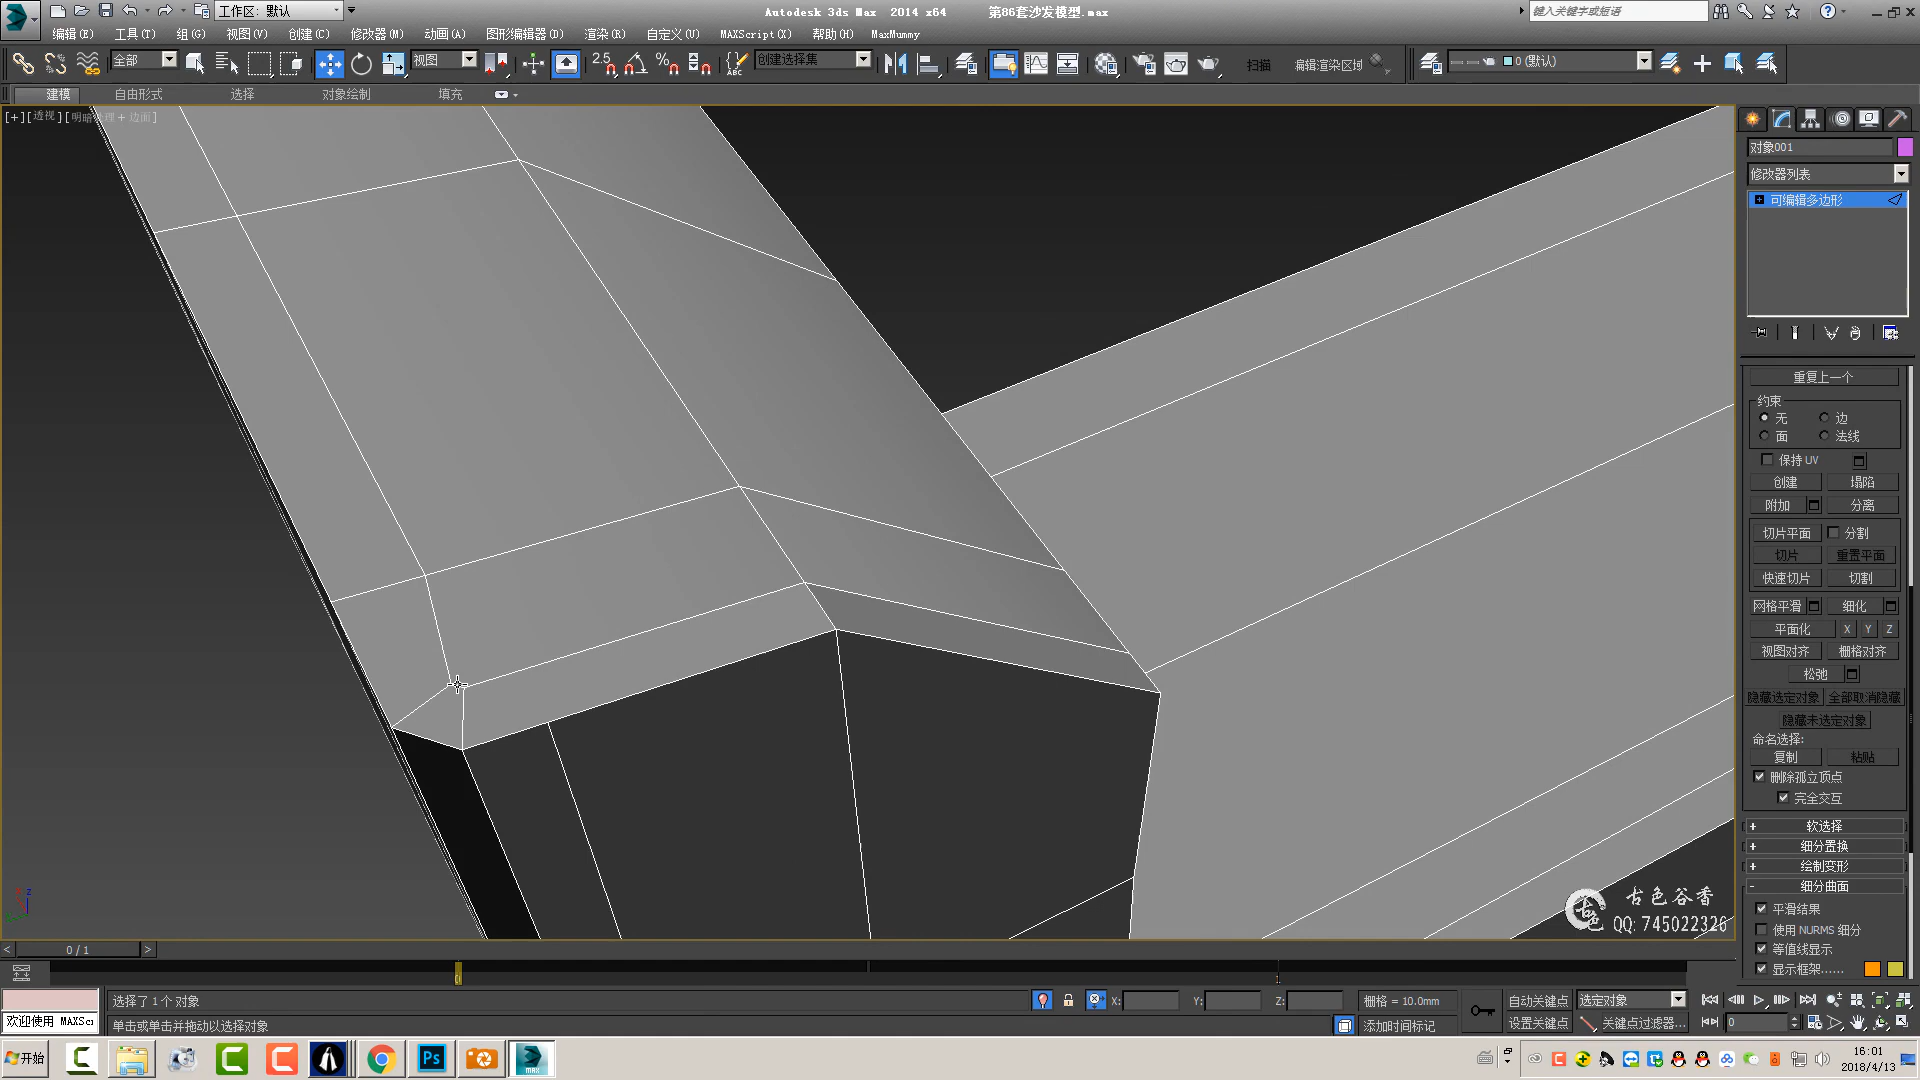 工作区: 默认
Autodesk 3ds Max  2014 x64    第86套沙发模型.max
键入关键字或短语
编辑(E) 工具(T) 组(G) 视图(V) 创建(C) 修改器(M) 动画(A) 图形编辑器(D) 渲染(R) 自定义(U) MAXScript(X) 帮助(H) MaxMummy
全部
视图
2.5
创建选择集
扫描
编辑渲染区域
0 (默认)
建模 自由形式 选择 对象绘制 填充
[+][透视][明暗处理 + 边面]
对象001
修改器列表
可编辑多边形
重复上一个
约束
无 边
面 法线
保持 UV
创建 塌陷
附加 分离
切片平面 分割
切片 重置平面
快速切片 切割
网格平滑 细化
平面化 X Y Z
视图对齐 栅格对齐
松弛
隐藏选定对象 全部取消隐藏
隐藏未选定对象
命名选择:
复制 粘贴
删除孤立顶点
完全交互
+ 软选择
+ 细分置换
+ 绘制变形
- 细分曲面
平滑结果
使用 NURMS 细分
等值线显示
显示框架......
古色谷香
QQ: 745022326
0 / 1
选择了 1 个 对象
X: Y: Z:
栅格 = 10.0mm
自动关键点 选定对象
欢迎使用 MAXScr
单击或单击并拖动以选择对象
添加时间标记
设置关键点 关键点过滤器...
0
开始
Ps
MAX
16:01
2018/4/13